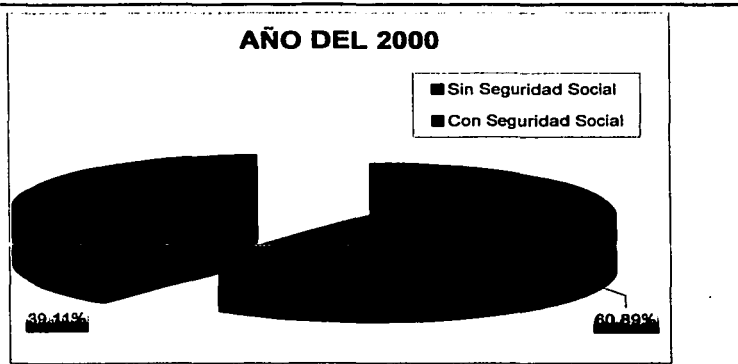 AÑO DEL 2000
Sin Seguridad Social
Con Seguridad Social
39.11%
60.89%